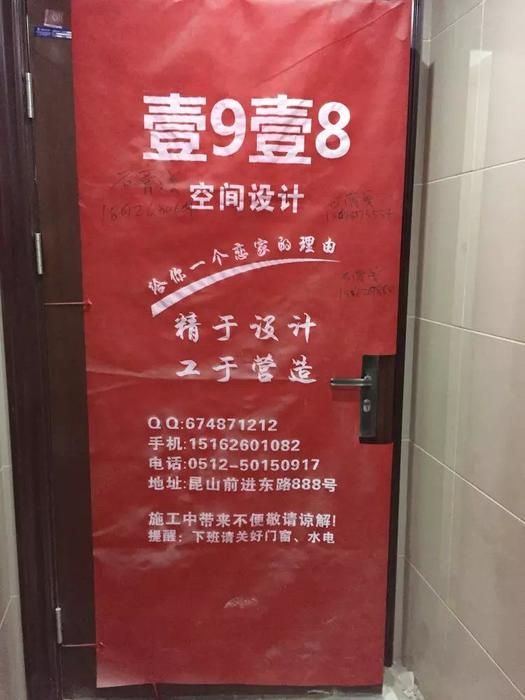 壹9壹8
空间设计
给你一个恋家的理由
精于设计
工于营造
QQ:674871212
手机:15162601082
电话:0512-50150917
地址:昆山前进东路888号
施工中带来不便敬请谅解!
提醒：下班请关好门窗、水电